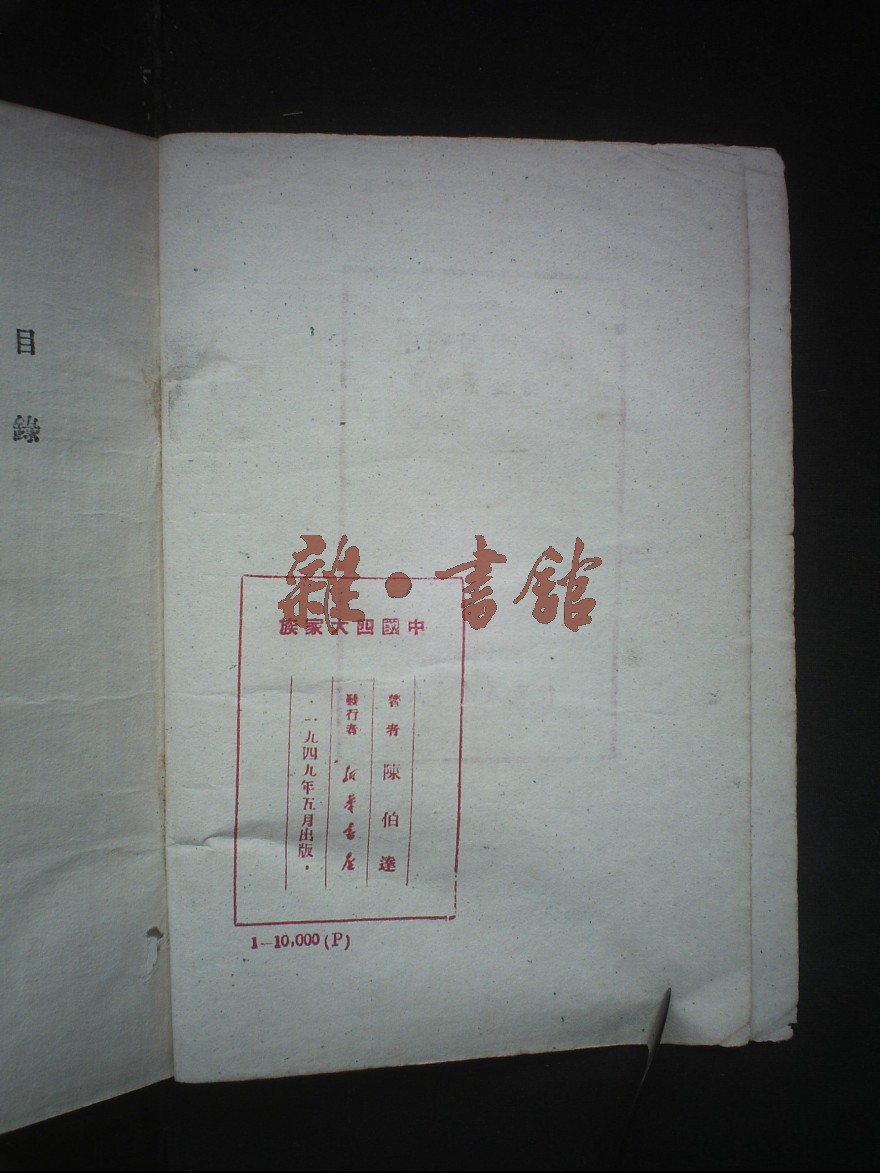 目錄
雜·書館
中國四大家族
著者 陳伯達
發行者 新華書店
·一九四九年五月出版·
1—10,000(P)